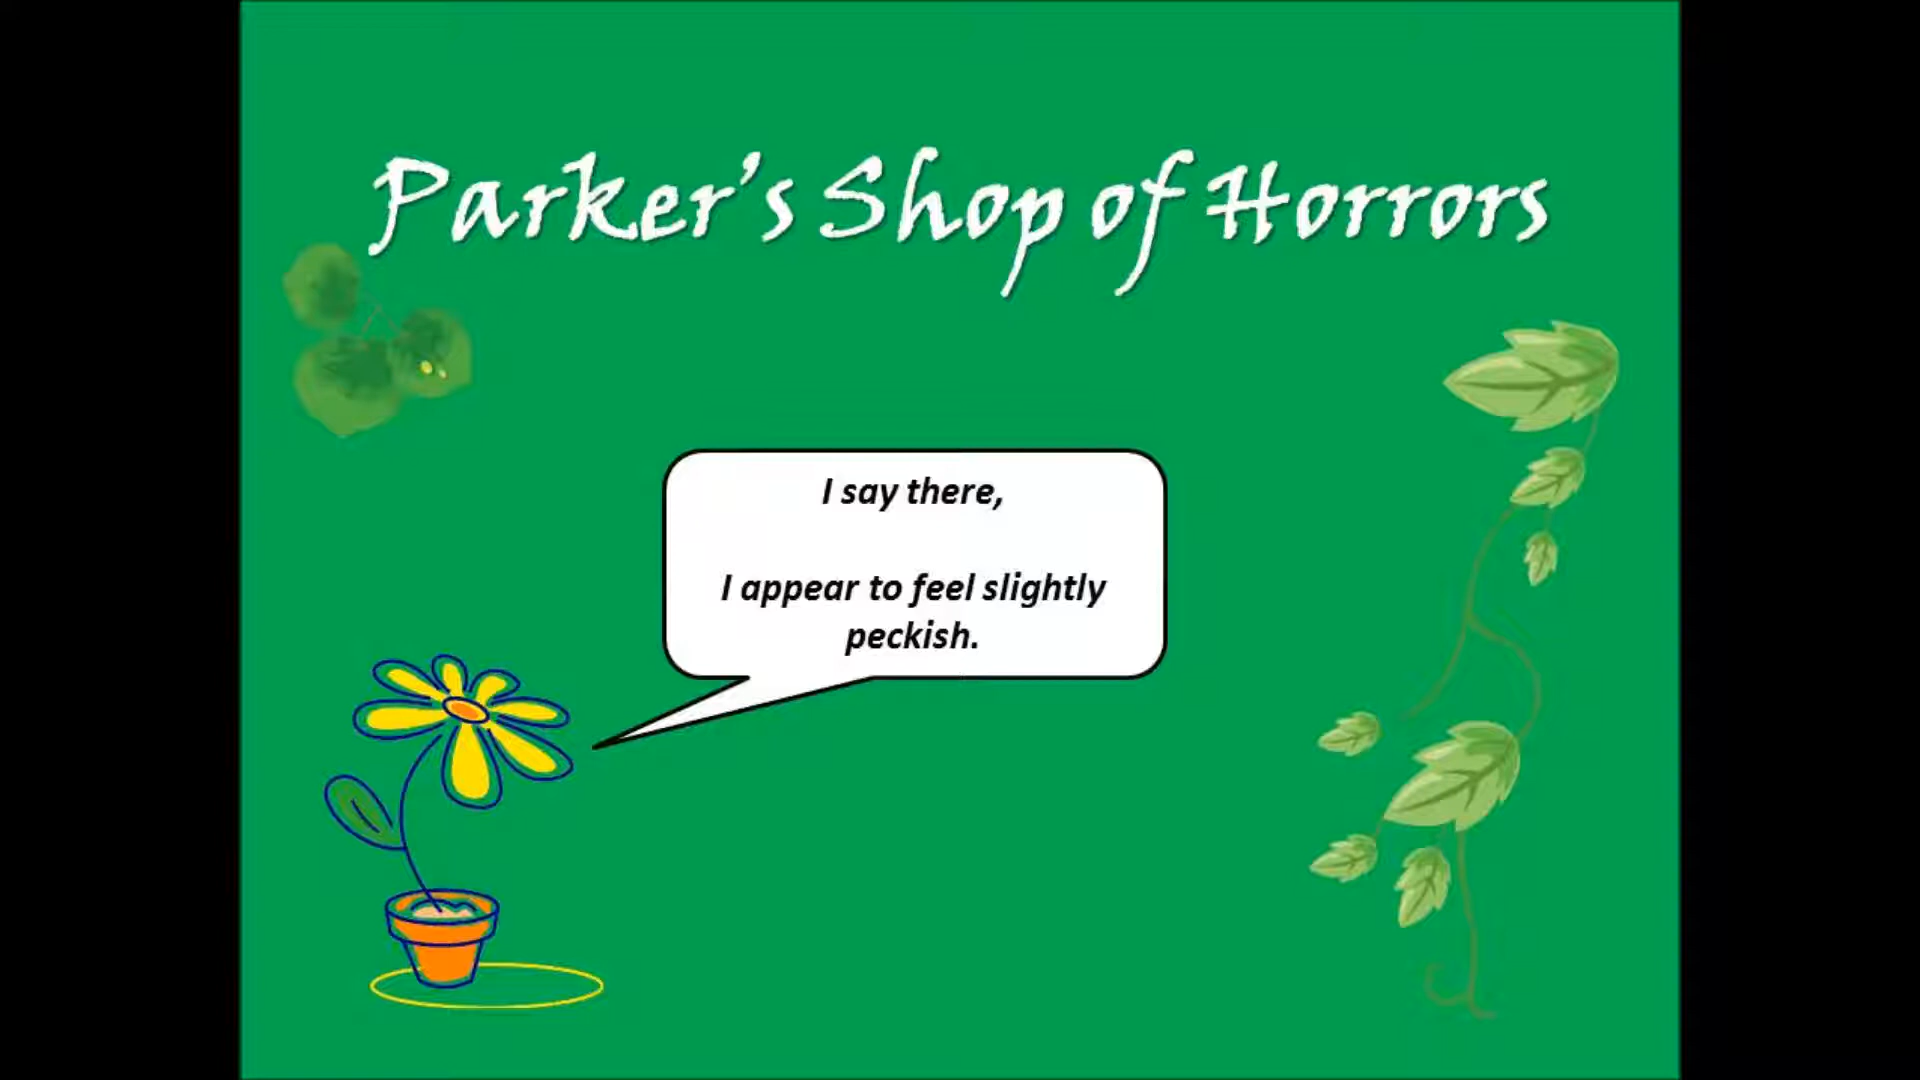 Parker's Shop of Horrors
I say there,
I appear to feel slightly
peckish.